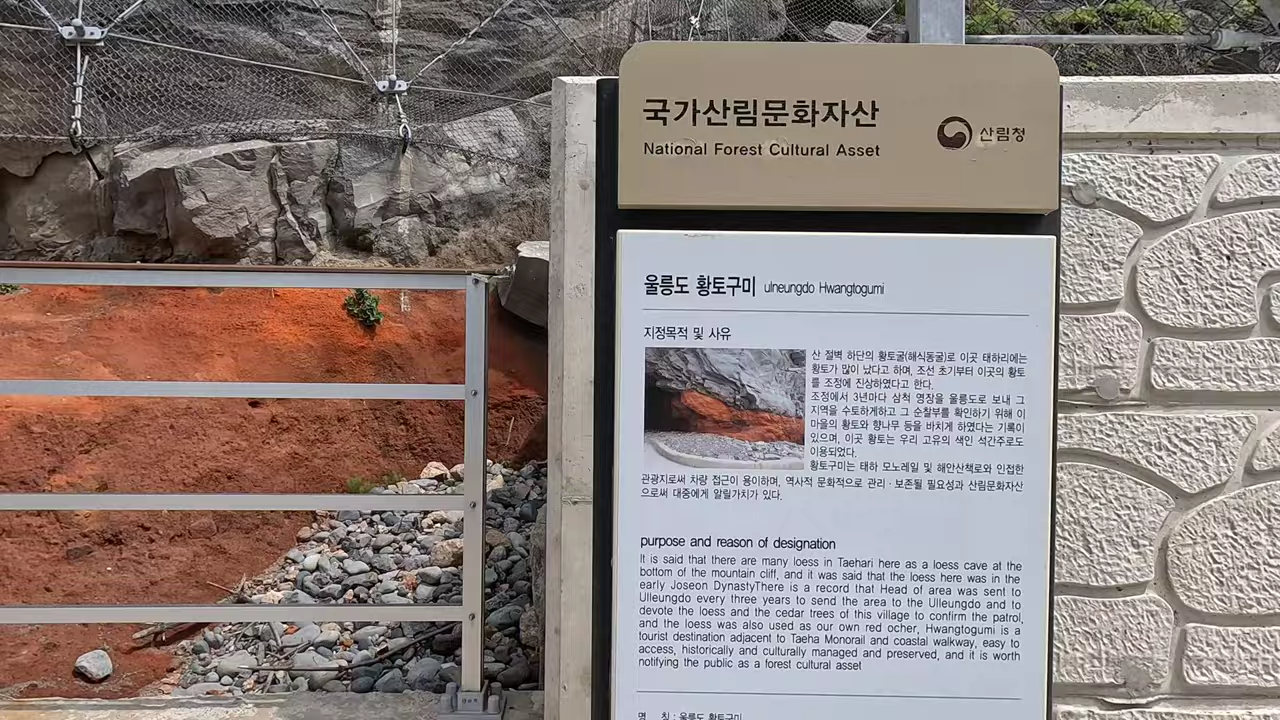 국가산림문화자산
National Forest Cultural Asset
산림청
울릉도 황토구미 ulneungdo Hwangtogumi
지정목적 및 사유
산 절벽 하단의 황토굴(해식동굴)로 이곳 태하리에는
황토가 많이 났다고 하며, 조선 초기부터 이곳의 황토
를 조정에 진상하였다고 한다.
조정에서 3년마다 삼척 영장을 울릉도로 보내 그
지역을 수토하게하고 그 순찰부를 확인하기 위해 이
마을의 황토와 향나무 등을 바치게 하였다는 기록이
있으며, 이곳 황토는 우리 고유의 색인 석간주로도
이용되었다.
황토구미는 태하 모노레일 및 해안산책로와 인접한
관광지로써 차량 접근이 용이하며, 역사적 문화적으로 관리·보존될 필요성과 산림문화자산
으로써 대중에게 알릴가치가 있다.
purpose and reason of designation
It is said that there are many loess in Taehari here as a loess cave at the
bottom of the mountain cliff, and it was said that the loess here was in the
early Joseon DynastyThere is a record that Head of area was sent to
Ulleungdo every three years to send the area to the Ulleungdo and to
devote the loess and the cedar trees of this village to confirm the patrol,
and the loess was also used as our own red ocher, Hwangtogumi is a
tourist destination adjacent to Taeha Monorail and coastal walkway, easy to
access, historically and culturally managed and preserved, and it is worth
notifying the public as a forest cultural asset
명 칭 : 울릉도 황토구미